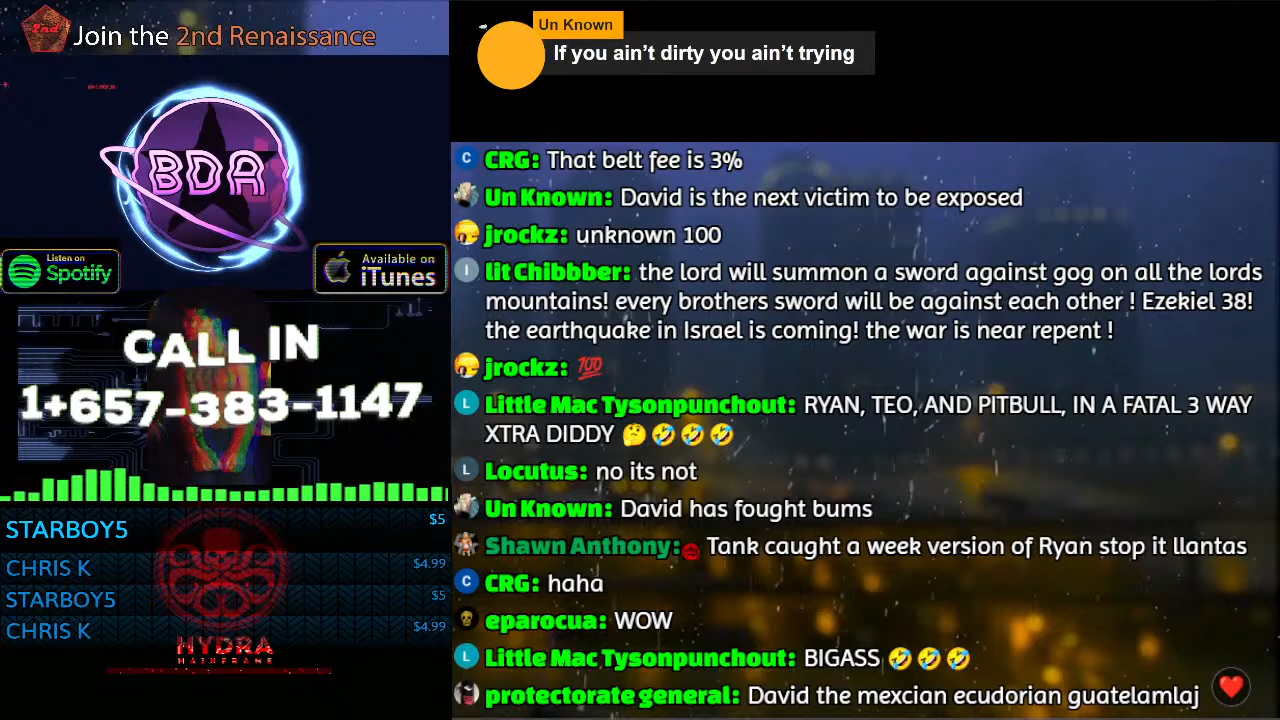 2nd
Join the 2nd Renaissance
BDA
Listen on
Spotify
Available on
iTunes
CALL IN
1+657-383-1147
STARBOY5 $5
CHRIS K $4.99
STARBOY5 $5
CHRIS K $4.99
HYDRA
MAINFRAME
Un Known
If you ain’t dirty you ain’t trying
C CRG: That belt fee is 3%
Un Known: David is the next victim to be exposed
jrockz: unknown 100
I lit Chibbber: the lord will summon a sword against gog on all the lords
mountains! every brothers sword will be against each other ! Ezekiel 38!
the earthquake in Israel is coming! the war is near repent !
jrockz: 💯
L Little Mac Tysonpunchout: RYAN, TEO, AND PITBULL, IN A FATAL 3 WAY
XTRA DIDDY 🤔🤣🤣🤣
L Locutus: no its not
Un Known: David has fought bums
Shawn Anthony: Tank caught a week version of Ryan stop it llantas
C CRG: haha
eparocua: WOW
L Little Mac Tysonpunchout: BIGASS 🤣🤣🤣
protectorate general: David the mexcian ecudorian guatelamlaj